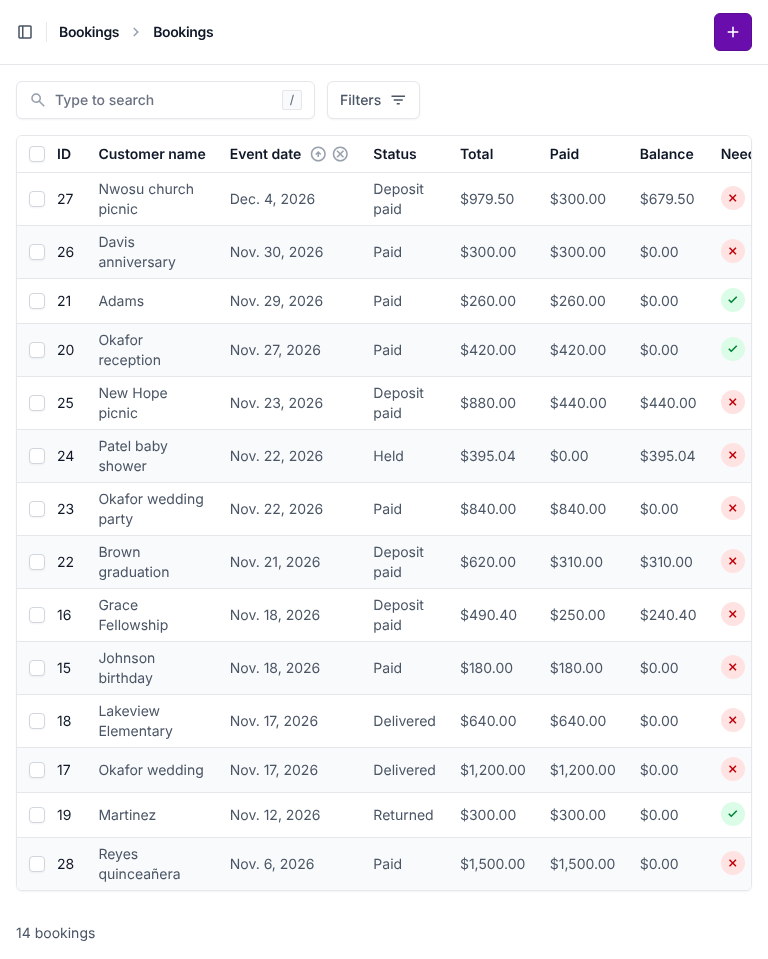 Bookings > Bookings
+
Type to search /
Filters
ID Customer name Event date Status Total Paid Balance Need
27 Nwosu church picnic Dec. 4, 2026 Deposit paid $979.50 $300.00 $679.50
26 Davis anniversary Nov. 30, 2026 Paid $300.00 $300.00 $0.00
21 Adams Nov. 29, 2026 Paid $260.00 $260.00 $0.00
20 Okafor reception Nov. 27, 2026 Paid $420.00 $420.00 $0.00
25 New Hope picnic Nov. 23, 2026 Deposit paid $880.00 $440.00 $440.00
24 Patel baby shower Nov. 22, 2026 Held $395.04 $0.00 $395.04
23 Okafor wedding party Nov. 22, 2026 Paid $840.00 $840.00 $0.00
22 Brown graduation Nov. 21, 2026 Deposit paid $620.00 $310.00 $310.00
16 Grace Fellowship Nov. 18, 2026 Deposit paid $490.40 $250.00 $240.40
15 Johnson birthday Nov. 18, 2026 Paid $180.00 $180.00 $0.00
18 Lakeview Elementary Nov. 17, 2026 Delivered $640.00 $640.00 $0.00
17 Okafor wedding Nov. 17, 2026 Delivered $1,200.00 $1,200.00 $0.00
19 Martinez Nov. 12, 2026 Returned $300.00 $300.00 $0.00
28 Reyes quinceañera Nov. 6, 2026 Paid $1,500.00 $1,500.00 $0.00
14 bookings